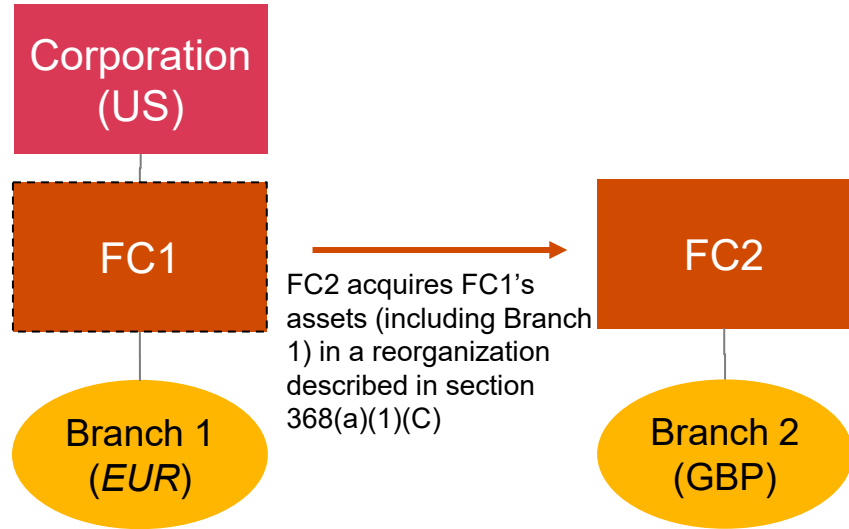 Corporation
(US)
FC1
FC2
FC2 acquires FC1's
assets (including Branch
1) in a reorganization
described in section
368(a)(1)(C)
Branch 1
(EUR)
Branch 2
(GBP)